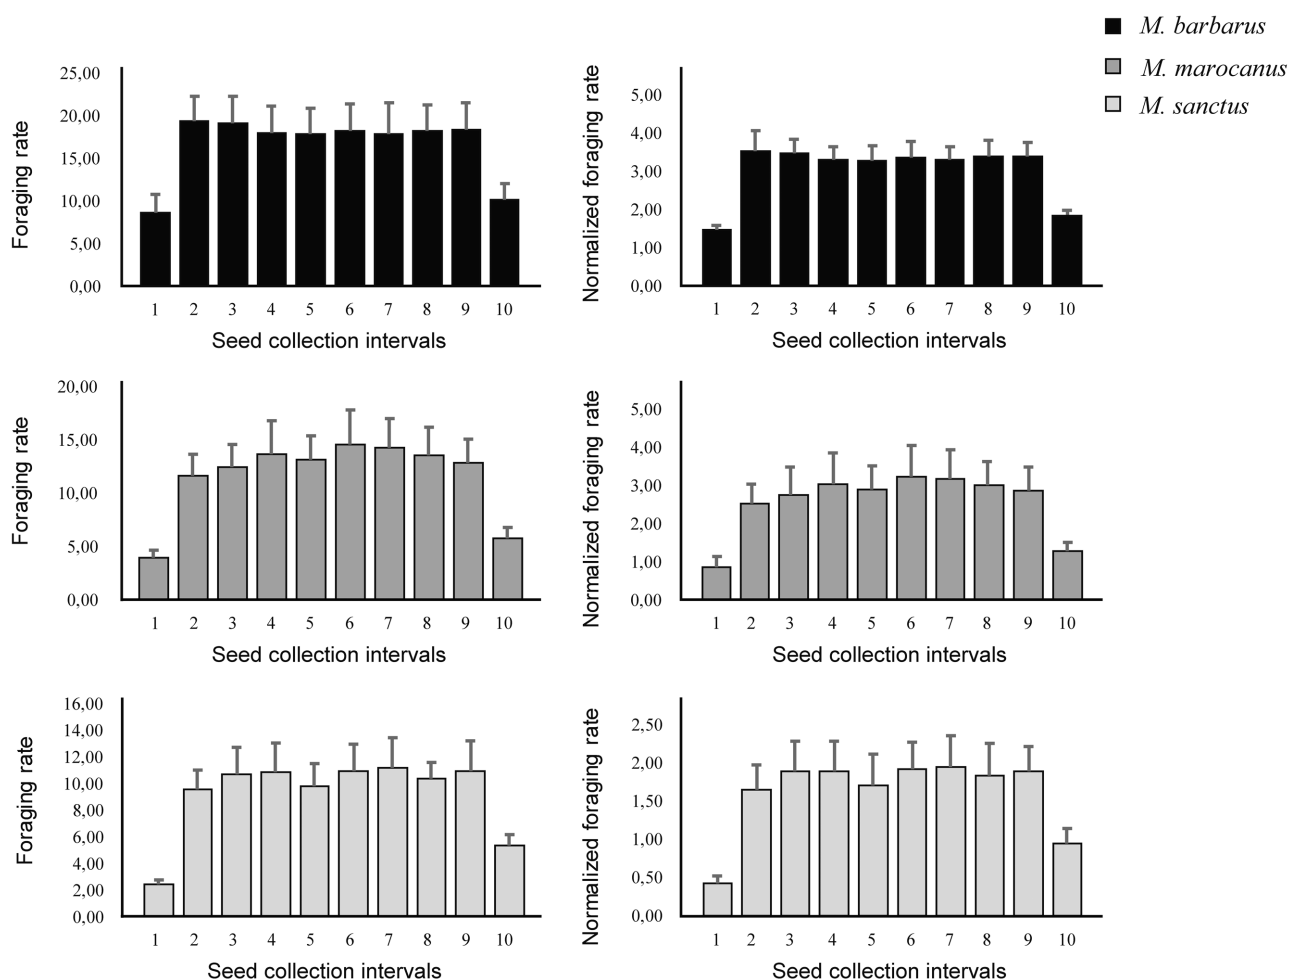 M. barbarus
M. marocanus
M. sanctus
Foraging rate
25,00
20,00
15,00
10,00
5,00
0,00
1 2 3 4 5 6 7 8 9 10
Seed collection intervals
Normalized foraging rate
5,00
4,00
3,00
2,00
1,00
0,00
1 2 3 4 5 6 7 8 9 10
Seed collection intervals
Foraging rate
20,00
15,00
10,00
5,00
0,00
1 2 3 4 5 6 7 8 9 10
Seed collection intervals
Normalized foraging rate
5,00
4,00
3,00
2,00
1,00
0,00
1 2 3 4 5 6 7 8 9 10
Seed collection intervals
Foraging rate
16,00
14,00
12,00
10,00
8,00
6,00
4,00
2,00
0,00
1 2 3 4 5 6 7 8 9 10
Seed collection intervals
Normalized foraging rate
2,50
2,00
1,50
1,00
0,50
0,00
1 2 3 4 5 6 7 8 9 10
Seed collection intervals